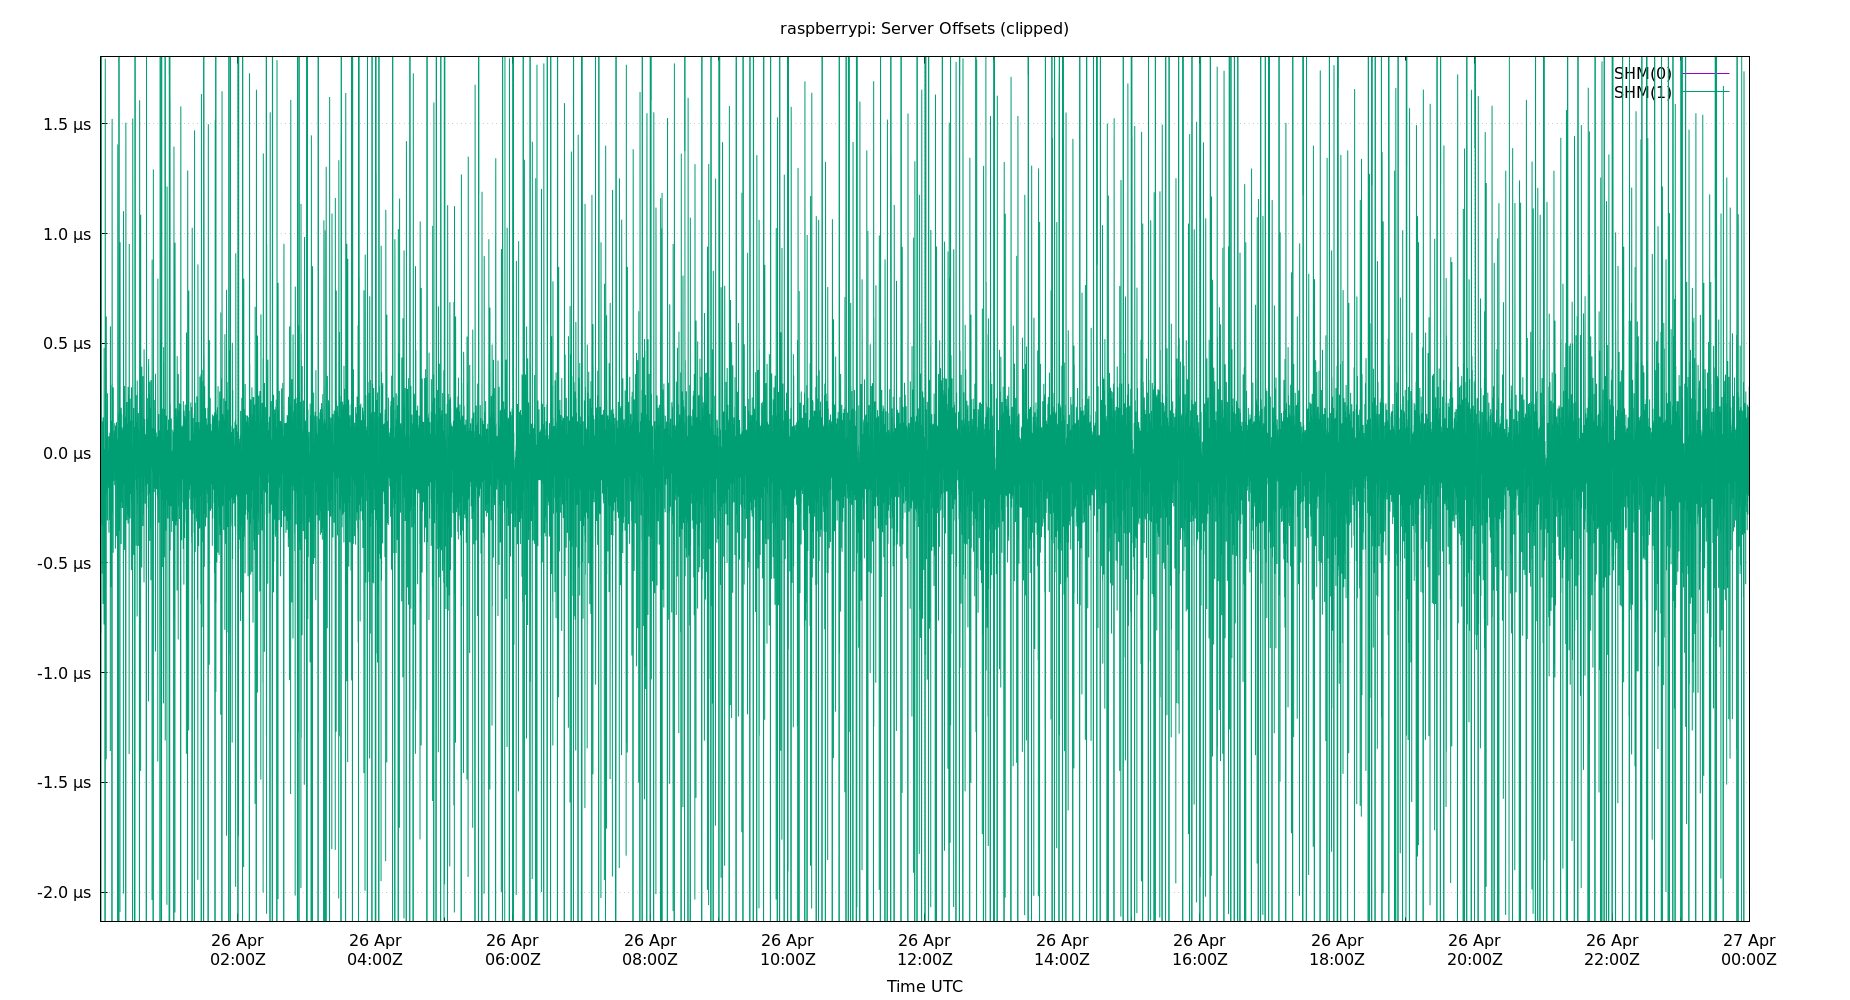 raspberrypi: Server Offsets (clipped)
SHM(0)
SHM(1)
1.5 µs
1.0 µs
0.5 µs
0.0 µs
-0.5 µs
-1.0 µs
-1.5 µs
-2.0 µs
26 Apr 26 Apr 26 Apr 26 Apr 26 Apr 26 Apr 26 Apr 26 Apr 26 Apr 26 Apr 26 Apr 27 Apr
02:00Z 04:00Z 06:00Z 08:00Z 10:00Z 12:00Z 14:00Z 16:00Z 18:00Z 20:00Z 22:00Z 00:00Z
Time UTC